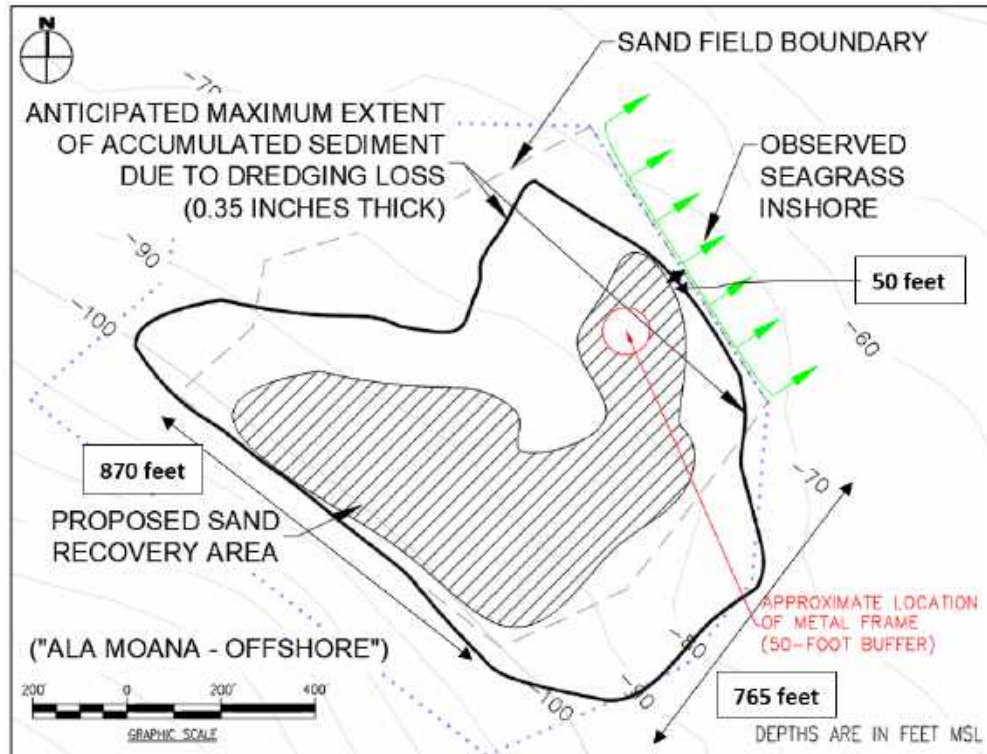 N
SAND FIELD BOUNDARY
-70
ANTICIPATED MAXIMUM EXTENT
OF ACCUMULATED SEDIMENT
DUE TO DREDGING LOSS
(0.35 INCHES THICK)
OBSERVED
SEAGRASS
INSHORE
-90
-100
50 feet
-60
870 feet
-70
PROPOSED SAND
RECOVERY AREA
APPROXIMATE LOCATION
OF METAL FRAME
(50-FOOT BUFFER)
-80
("ALA MOANA - OFFSHORE")
-90
-100
765 feet
200' 0 200' 400'
GRAPHIC SCALE
DEPTHS ARE IN FEET MSL